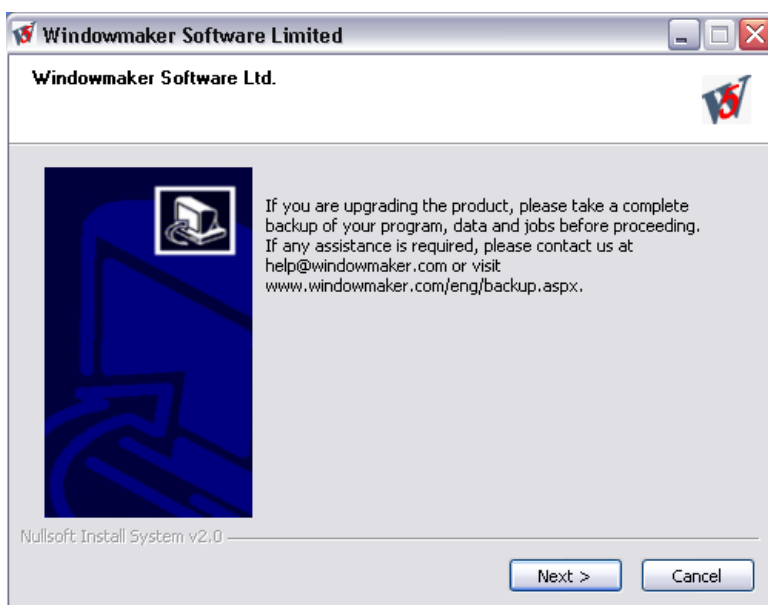 Windowmaker Software Limited
Windowmaker Software Ltd.
If you are upgrading the product, please take a complete
backup of your program, data and jobs before proceeding.
If any assistance is required, please contact us at
help@windowmaker.com or visit
www.windowmaker.com/eng/backup.aspx.
Nullsoft Install System v2.0
Next >
Cancel